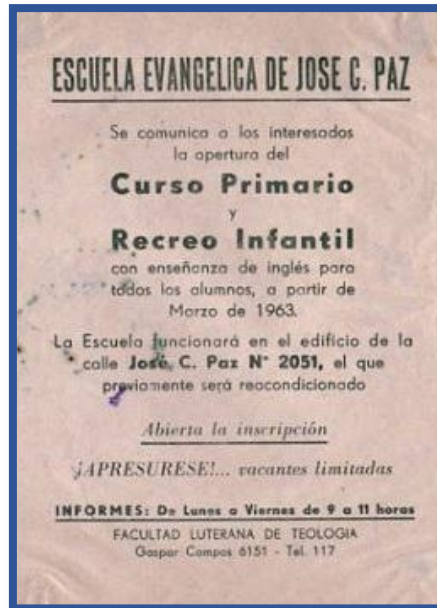 ESCUELA EVANGELICA DE JOSE C. PAZ
Se comunica a los interesados
la apertura del
Curso Primario
y
Recreo Infantil
con enseñanza de inglés para
todos los alumnos, a partir de
Marzo de 1963.
La Escuela funcionará en el edificio de la
calle José C. Paz N° 2051, el que
previamente será reacondicionado
Abierta la inscripción
¡APRESURESE!... vacantes limitadas
INFORMES: De Lunes a Viernes de 9 a 11 horas
FACULTAD LUTERANA DE TEOLOGIA
Gaspar Campos 6151 - Tel. 117